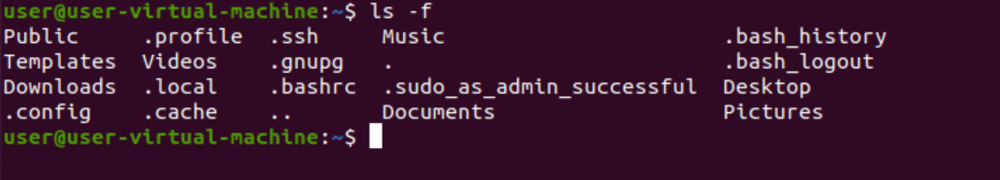 user@user-virtual-machine:~$ ls -f
Public     .profile  .ssh     Music                      .bash_history
Templates  Videos    .gnupg   .                          .bash_logout
Downloads  .local    .bashrc  .sudo_as_admin_successful  Desktop
.config    .cache    ..       Documents                  Pictures
user@user-virtual-machine:~$